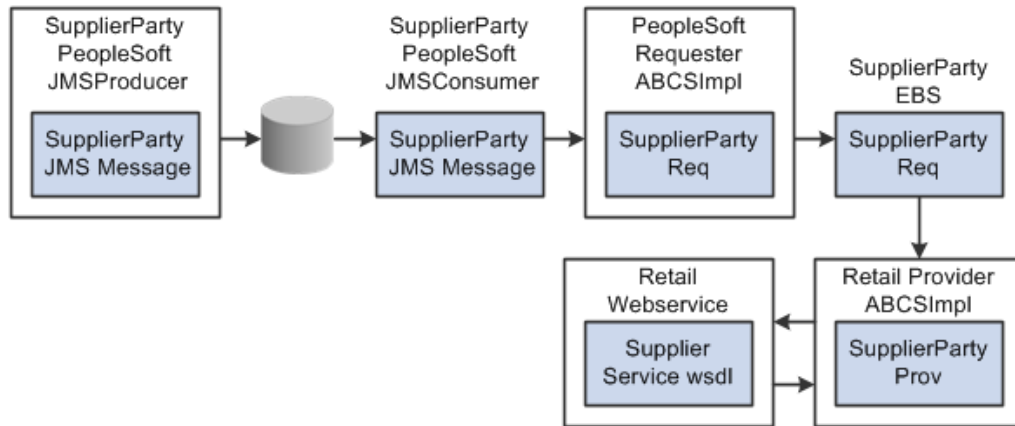 SupplierParty
PeopleSoft
JMSProducer
SupplierParty
JMS Message
SupplierParty
PeopleSoft
JMSConsumer
SupplierParty
JMS Message
PeopleSoft
Requester
ABCSImpl
SupplierParty
Req
SupplierParty
EBS
SupplierParty
Req
Retail
Webservice
Supplier
Service wsdl
Retail Provider
ABCSImpl
SupplierParty
Prov